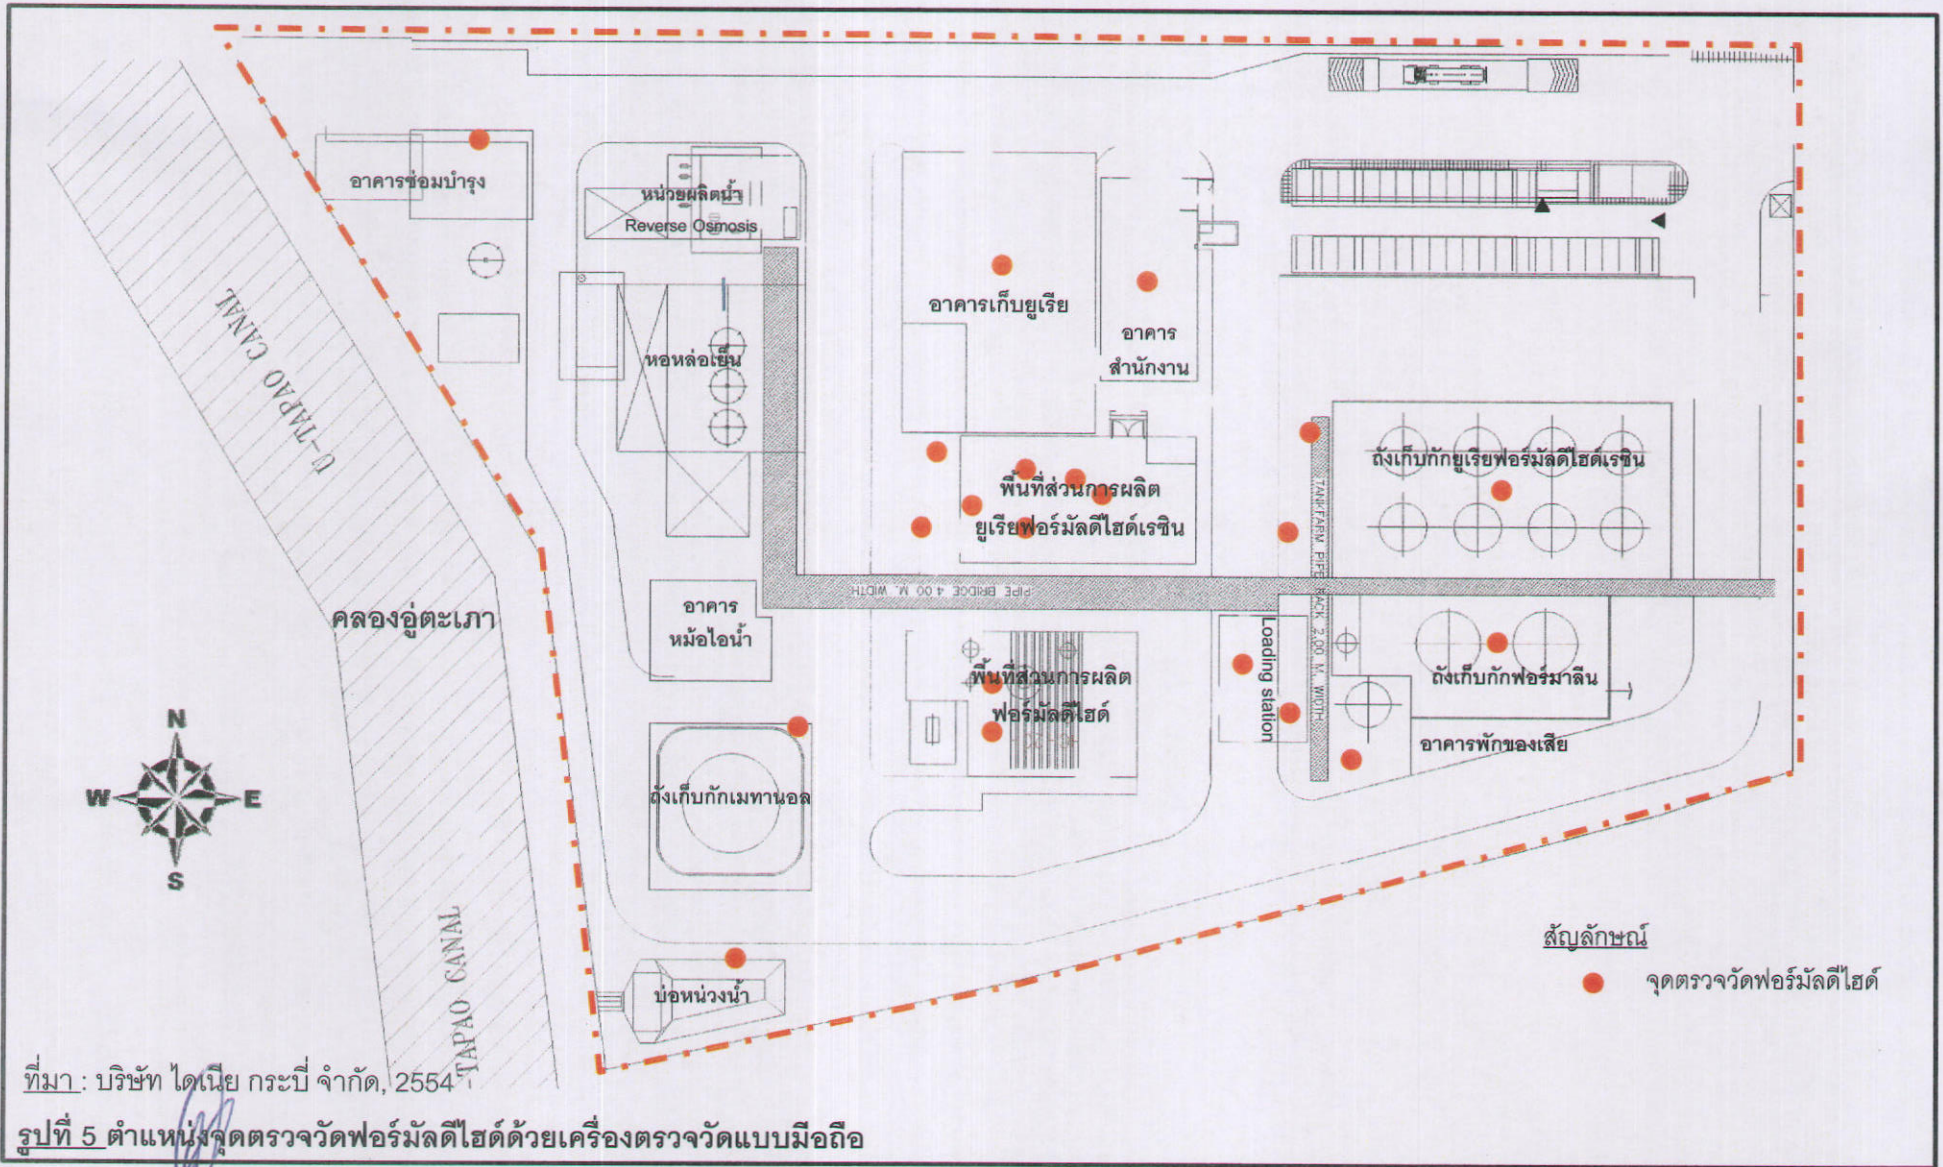 อาคารซ่อมบำรุง
หน่วยผลิตน้ำ
Reverse Osmosis
U-TAPAO CANAL
หอหล่อเย็น
อาคารเก็บยูเรีย
อาคาร
สำนักงาน
ถังเก็บกักยูเรียฟอร์มัลดีไฮด์เรซิน
พื้นที่ส่วนการผลิต
ยูเรียฟอร์มัลดีไฮด์เรซิน
TANKFARM PIPE RACK 2.00 M. WIDTH
PIPE BRIDGE 4.00 M. WIDTH
คลองอู่ตะเภา
อาคาร
หม้อไอน้ำ
พื้นที่ส่วนการผลิต
ฟอร์มัลดีไฮด์
Loading station
ถังเก็บกักฟอร์มาลีน
อาคารพักของเสีย
N
W
E
S
ถังเก็บกักเมทานอล
-TAPAO CANAL
บ่อหน่วงน้ำ
สัญลักษณ์
จุดตรวจวัดฟอร์มัลดีไฮด์
ที่มา : บริษัท ไดเนีย กระบี่ จำกัด, 2554
รูปที่ 5 ตำแหน่งจุดตรวจวัดฟอร์มัลดีไฮด์ด้วยเครื่องตรวจวัดแบบมือถือ